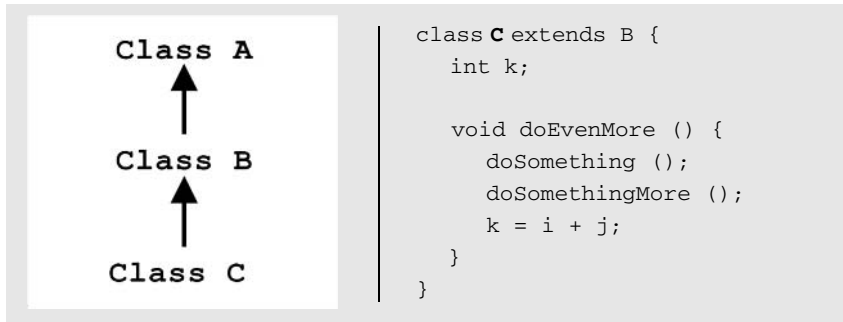 Class A
Class B
Class C
class C extends B {
int k;
void doEvenMore () {
doSomething ();
doSomethingMore ();
k = i + j;
}
}